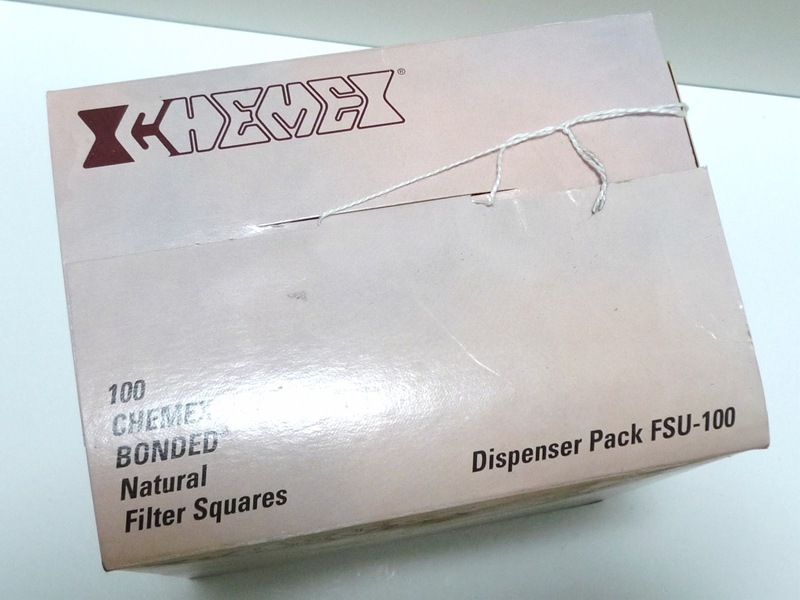 CHEMEX®
100
CHEMEX
BONDED®
Natural
Filter Squares
Dispenser Pack FSU-100